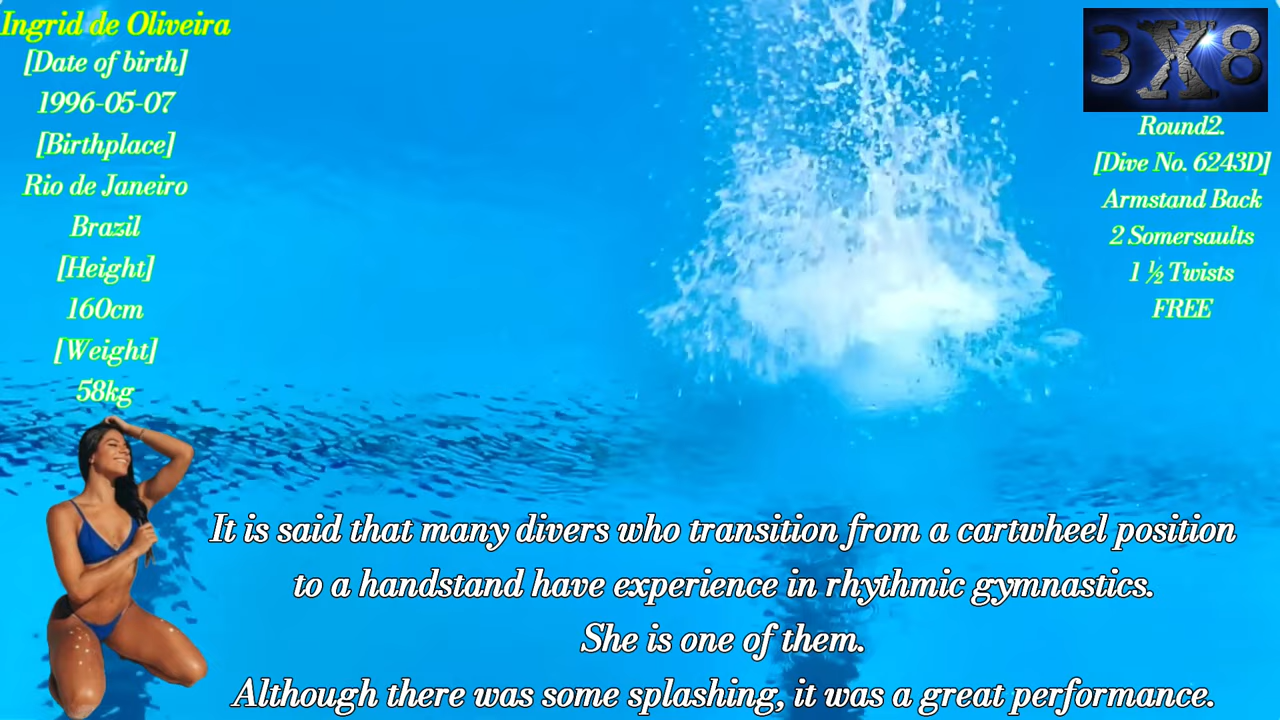 Ingrid de Oliveira
[Date of birth]
1996-05-07
[Birthplace]
Rio de Janeiro
Brazil
[Height]
160cm
[Weight]
58kg
3X8
Round2.
[Dive No. 6243D]
Armstand Back
2 Somersaults
1 ½ Twists
FREE
It is said that many divers who transition from a cartwheel position
to a handstand have experience in rhythmic gymnastics.
She is one of them.
Although there was some splashing, it was a great performance.